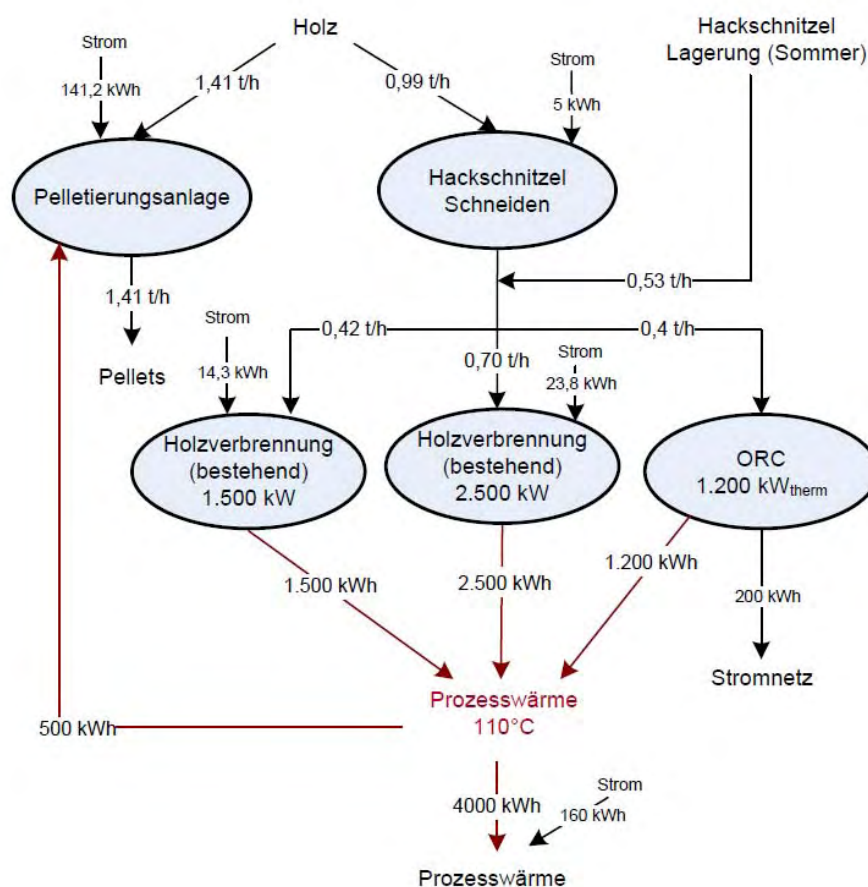 Holz
Hackschnitzel
Lagerung (Sommer)
Strom
141,2 kWh
1,41 t/h
0,99 t/h
Strom
5 kWh
Pelletierungsanlage
Hackschnitzel
Schneiden
0,53 t/h
1,41 t/h
Pellets
Strom
14,3 kWh
0,42 t/h
0,70 t/h
Strom
23,8 kWh
0,4 t/h
Holzverbrennung
(bestehend)
1.500 kW
Holzverbrennung
(bestehend)
2.500 kW
ORC
1.200 kWtherm
1.500 kWh
2.500 kWh
1.200 kWh
200 kWh
Stromnetz
Prozesswärme
110°C
500 kWh
4000 kWh
Strom
160 kWh
Prozesswärme